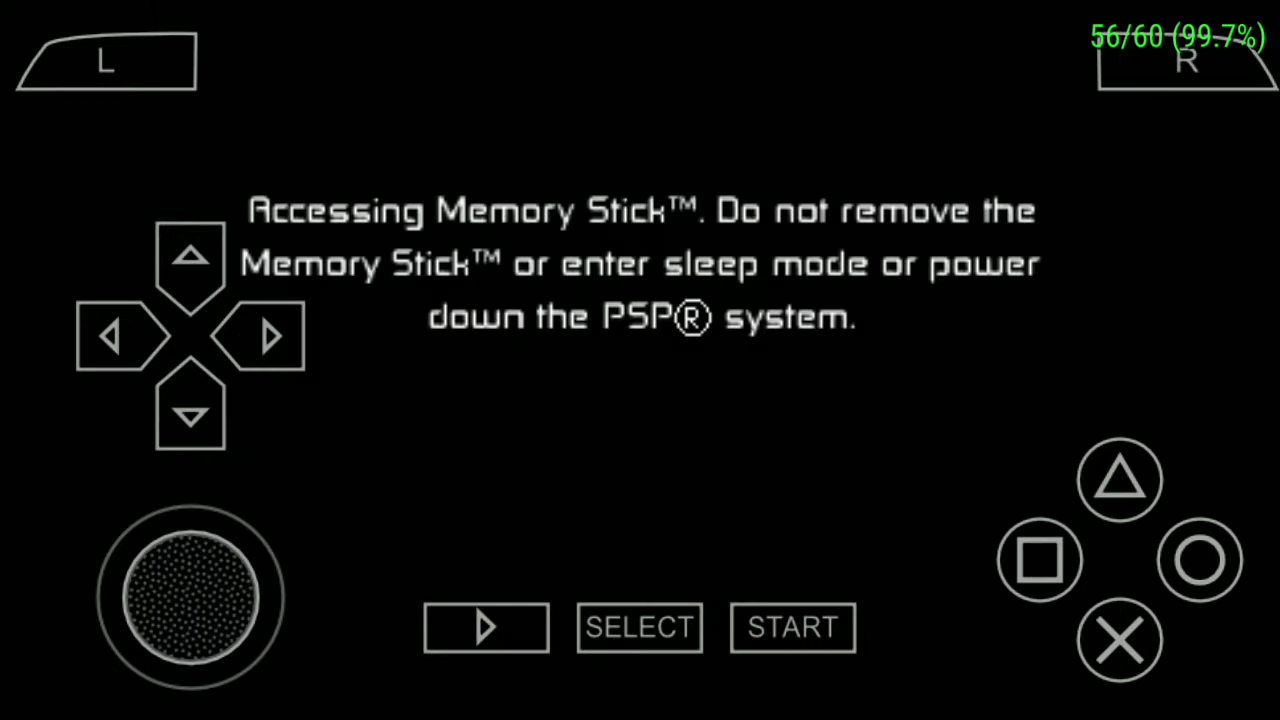 56/60 (99.7%)
L
R
Accessing Memory Stick™. Do not remove the
Memory Stick™ or enter sleep mode or power
down the PSP® system.
SELECT
START